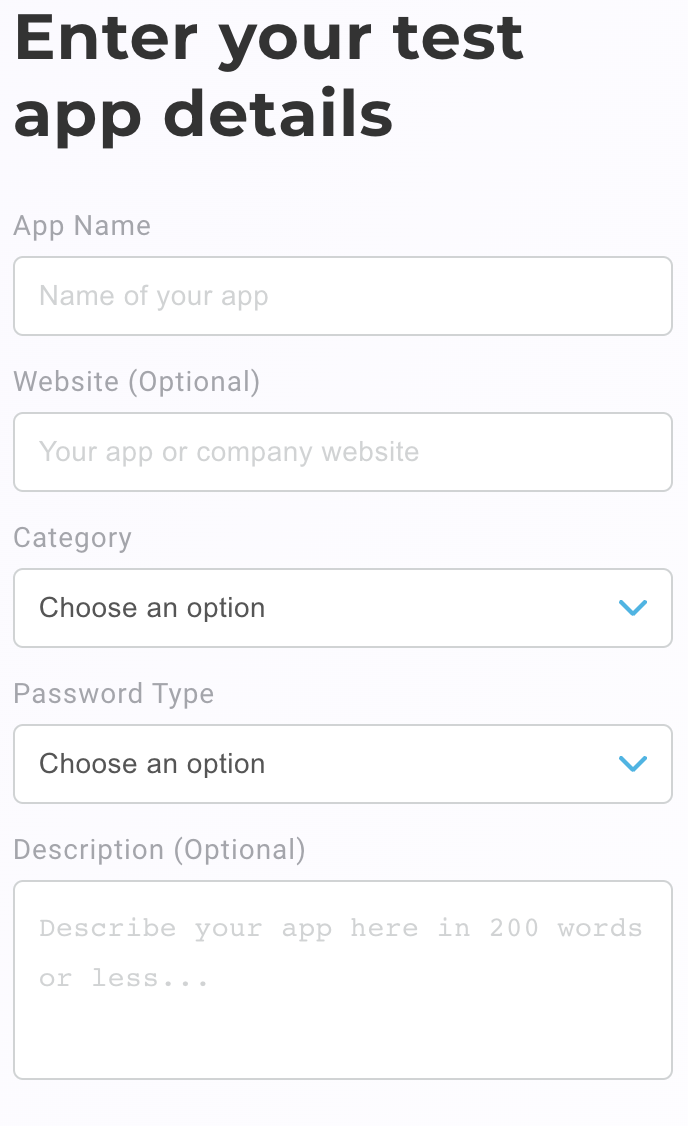 Enter your test
app details
App Name
Name of your app
Website (Optional)
Your app or company website
Category
Choose an option
Password Type
Choose an option
Description (Optional)
Describe your app here in 200 words
or less...